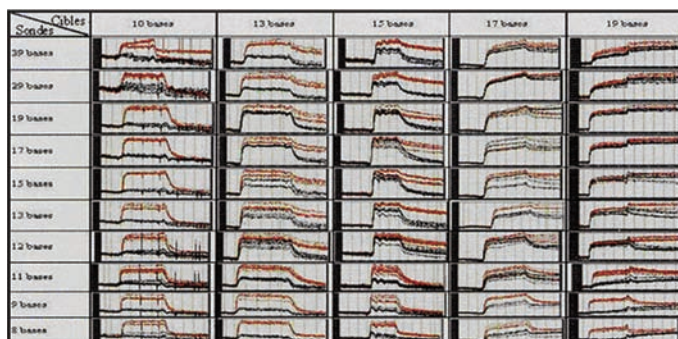 Cibles
Sondes
10 bases
13 bases
15 bases
17 bases
19 bases
39 bases
29 bases
19 bases
17 bases
15 bases
13 bases
12 bases
11 bases
9 bases
8 bases